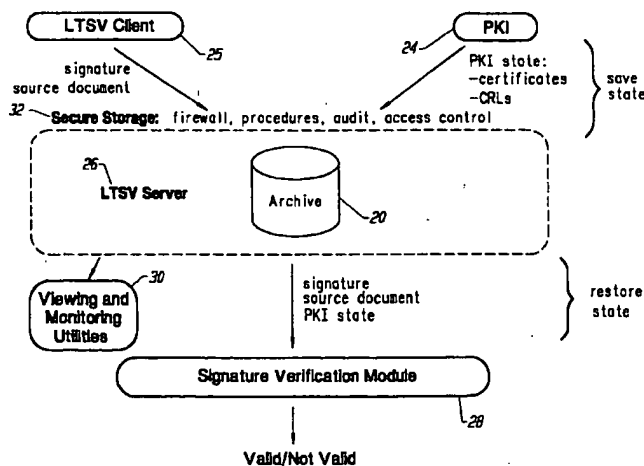 LTSV Client
25
24
PKI
signature
source document
PKI state:
-certificates
-CRLs
save
state
32
Secure Storage: firewall, procedures, audit, access control
26
LTSV Server
Archive
20
30
Viewing and
Monitoring
Utilities
signature
source document
PKI state
restore
state
Signature Verification Module
28
Valid/Not Valid